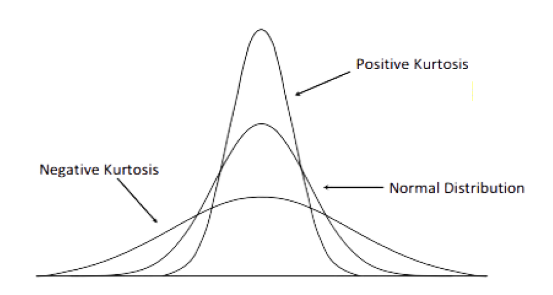 Positive Kurtosis
Negative Kurtosis
Normal Distribution